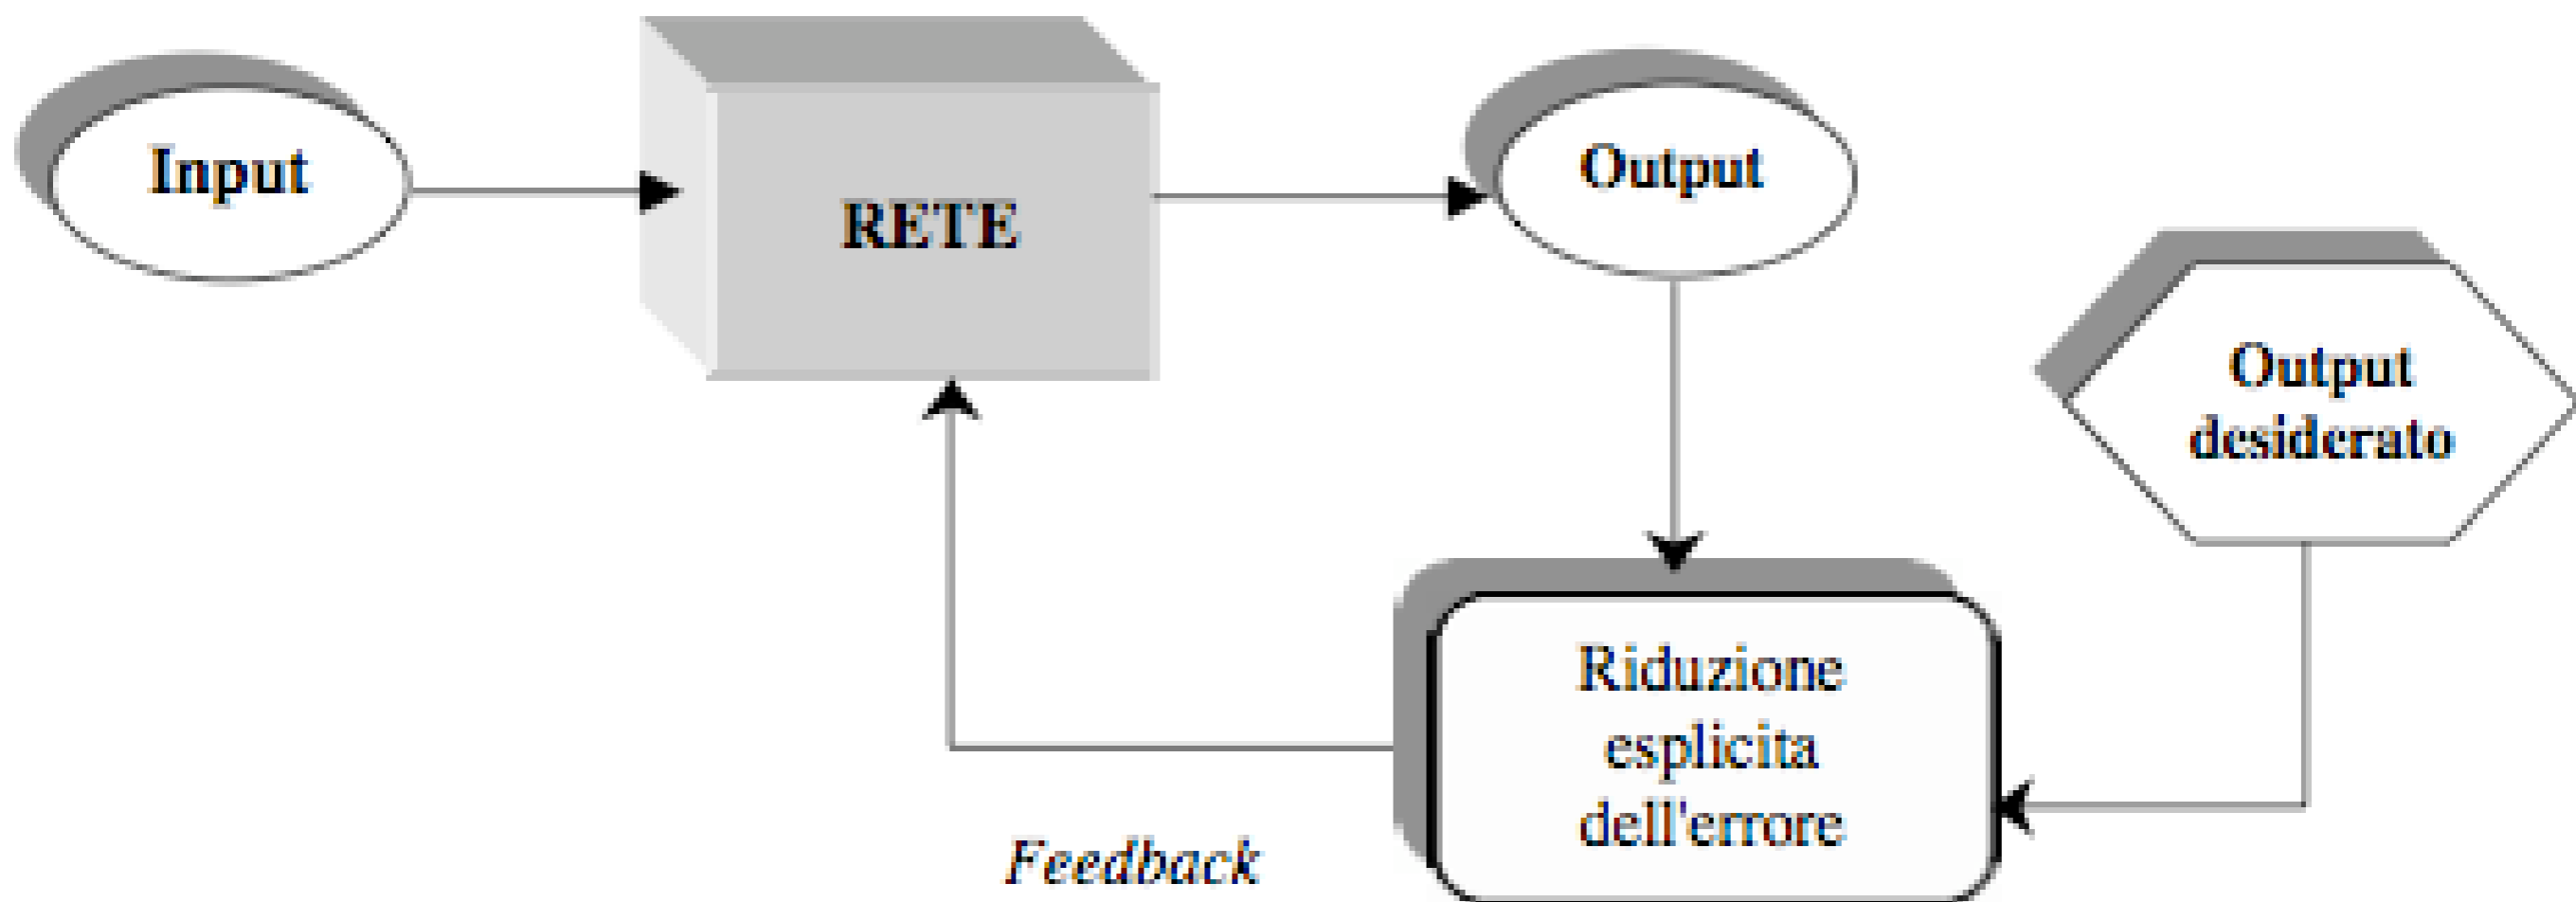 Input
RETE
Output
Output
desiderato
Riduzione
esplicita
dell'errore
Feedback